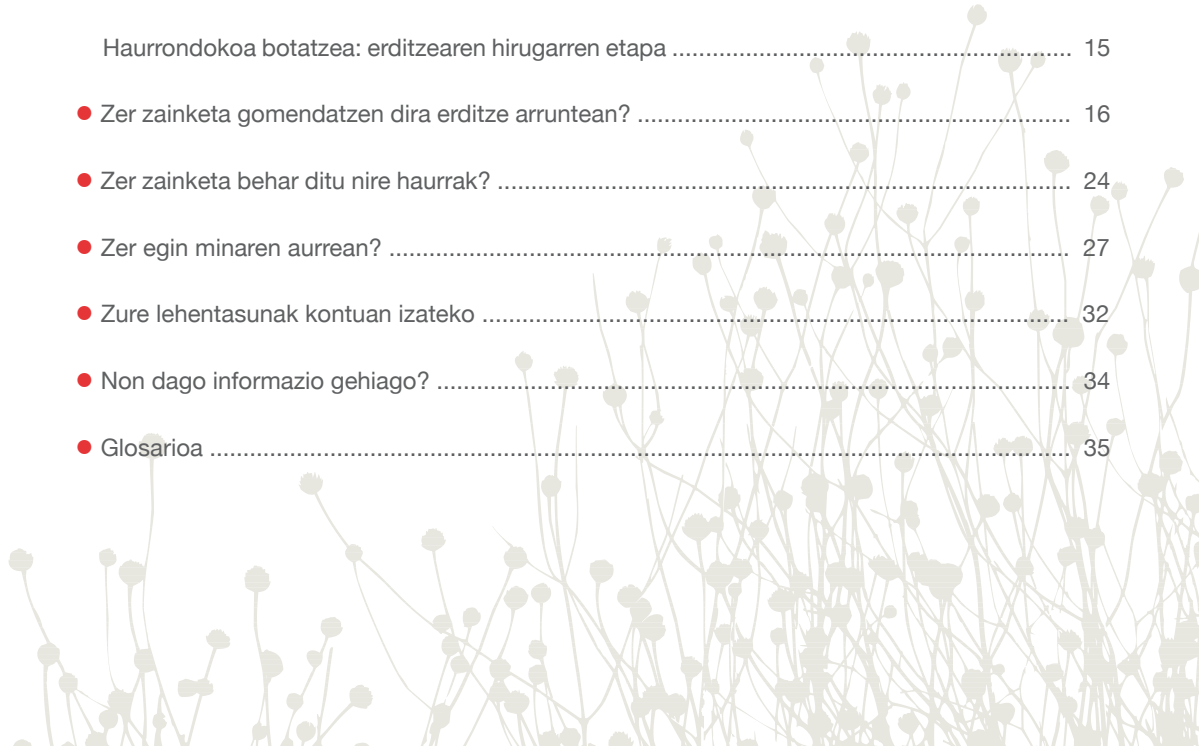 Haurrondokoa botatzea: erditzearen hirugarren etapa ........................................................... 15
● Zer zainketa gomendatzen dira erditze arruntean? ................................................................ 16
● Zer zainketa behar ditu nire haurrak? ..................................................................................... 24
● Zer egin minaren aurrean? ..................................................................................................... 27
● Zure lehentasunak kontuan izateko ....................................................................................... 32
● Non dago informazio gehiago? .............................................................................................. 34
● Glosarioa ................................................................................................................................ 35